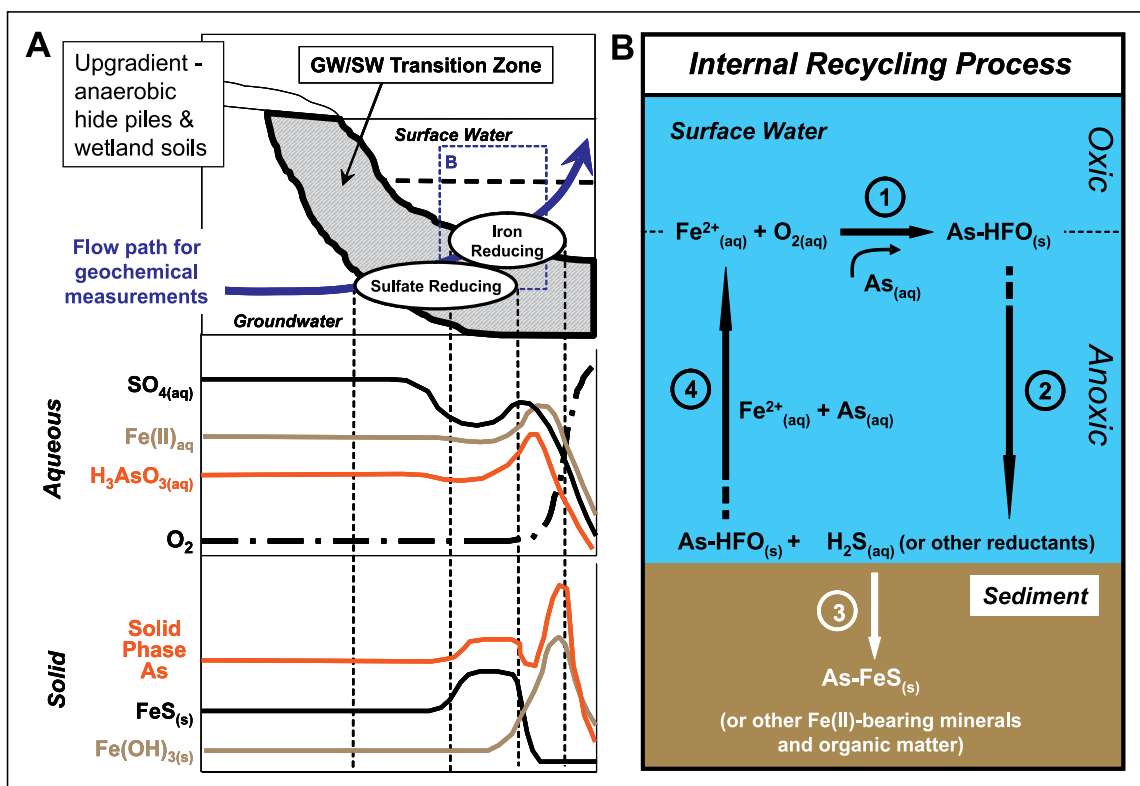 A
Upgradient -
anaerobic
hide piles &
wetland soils
GW/SW Transition Zone
Surface Water
B
Iron
Reducing
Flow path for
geochemical
measurements
Sulfate Reducing
Groundwater
Aqueous
SO4(aq)
Fe(II)aq
H3AsO3(aq)
O2
Solid
Solid
Phase
As
FeS(s)
Fe(OH)3(s)
B
Internal Recycling Process
Surface Water
Oxic
1
Fe2+(aq) + O2(aq)
As-HFO(s)
As(aq)
Anoxic
4
2
Fe2+(aq) + As(aq)
As-HFO(s) + H2S(aq) (or other reductants)
Sediment
3
As-FeS(s)
(or other Fe(II)-bearing minerals
and organic matter)